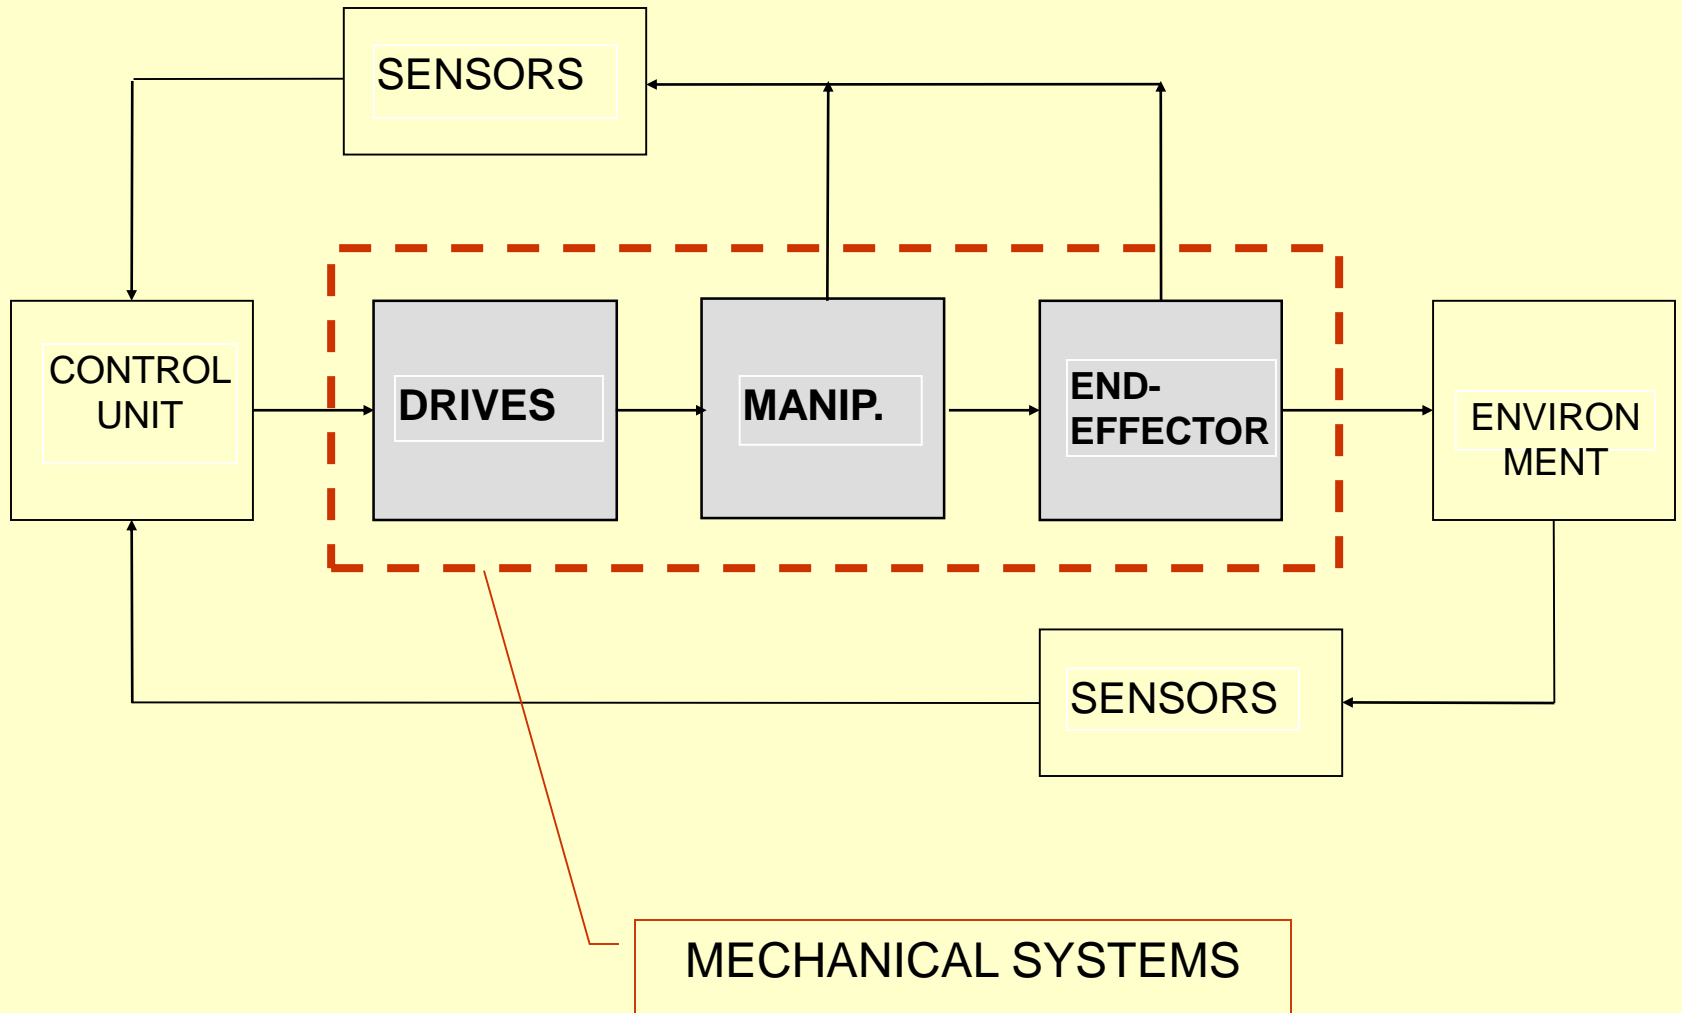 SENSORS
CONTROL
UNIT
DRIVES
MANIP.
END-
EFFECTOR
ENVIRON
MENT
SENSORS
MECHANICAL SYSTEMS